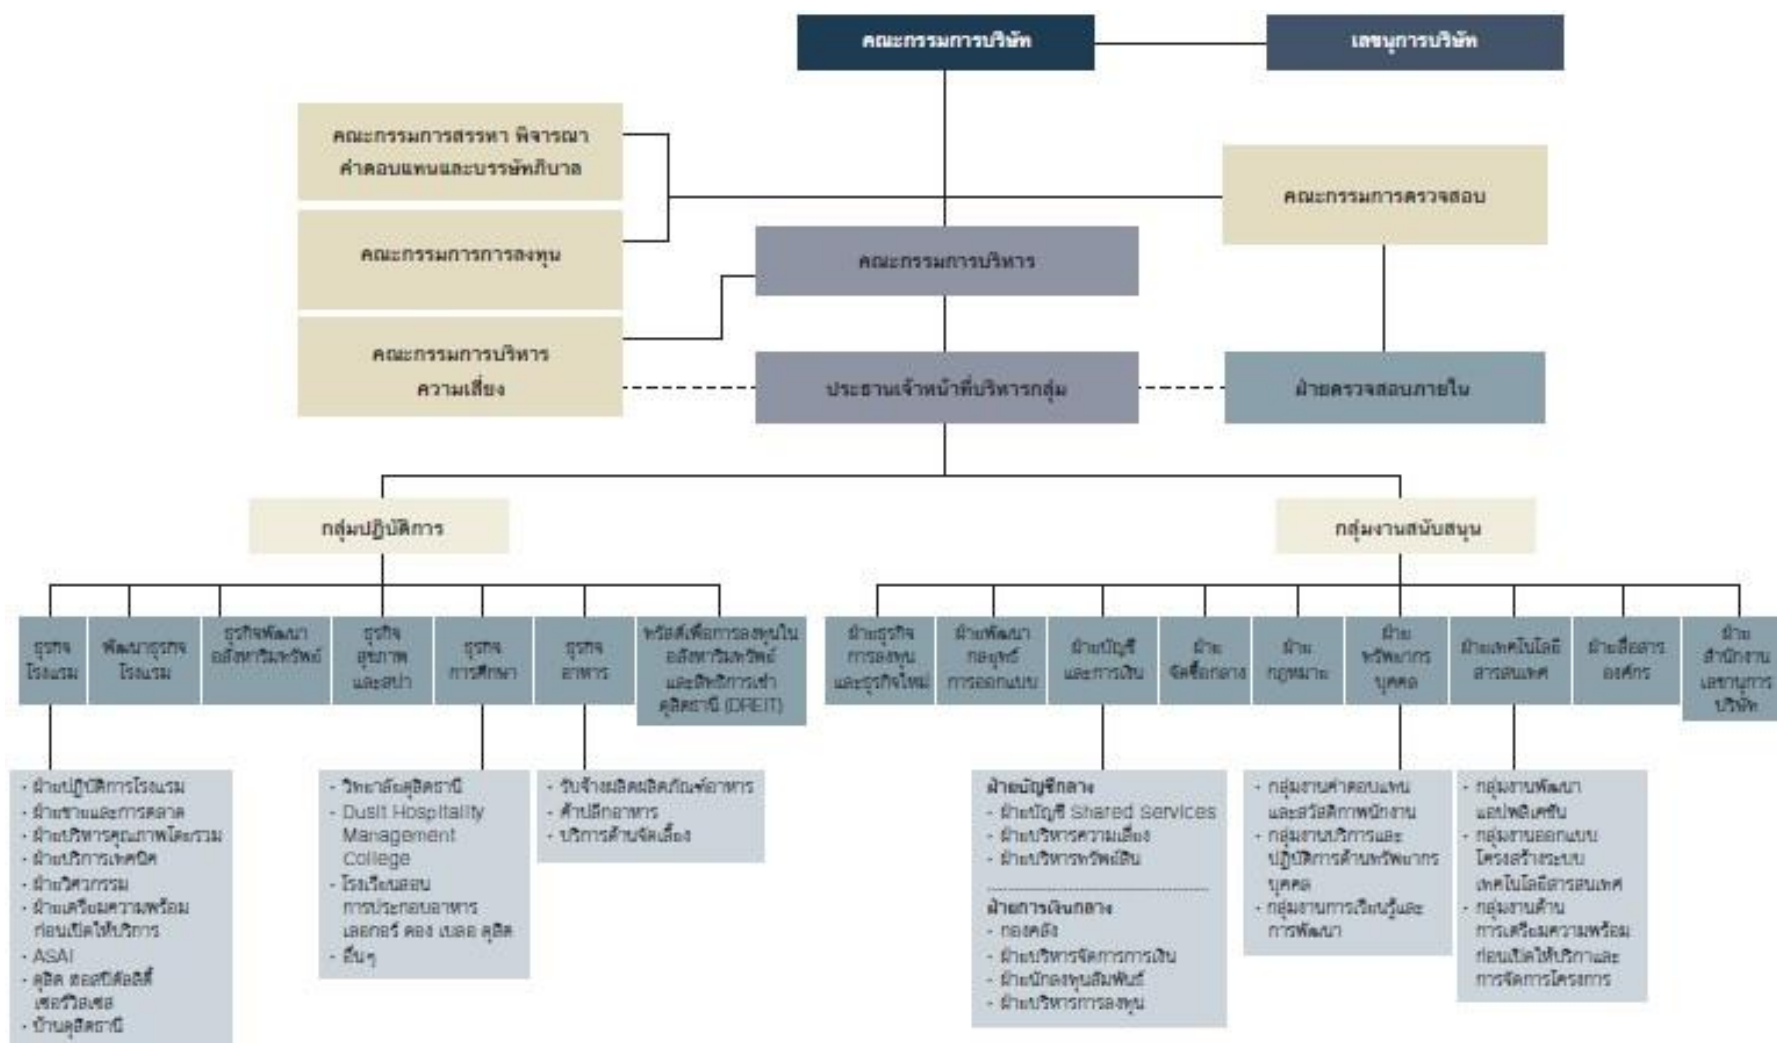 คณะกรรมการบริษัท
เลขนุการบริษัท
คณะกรรมการสรรหา พิจารณา
ค่าตอบแทนและบรรษัทภิบาล
คณะกรรมการตรวจสอบ
คณะกรรมการการลงทุน
คณะกรรมการบริหาร
คณะกรรมการบริหาร
ความเสี่ยง
ประธานเจ้าหน้าที่บริหารกลุ่ม
ฝ่ายตรวจสอบภายใน
กลุ่มปฏิบัติการ
กลุ่มงานสนับสนุน
ธุรกิจ
โรงแรม
พัฒนาธุรกิจ
โรงแรม
ธุรกิจพัฒนา
อสังหาริมทรัพย์
ธุรกิจ
สุขภาพ
และสปา
ธุรกิจ
การศึกษา
ธุรกิจ
อาหาร
ทรัสต์เพื่อการลงทุนใน
อสังหาริมทรัพย์
และสิทธิการเช่า
ดุสิตธานี (DREIT)
ฝ่ายธุรกิจ
การลงทุน
และธุรกิจใหม่
ฝ่ายพัฒนา
กลยุทธ์
การออกแบบ
ฝ่ายบัญชี
และการเงิน
ฝ่าย
จัดซื้อกลาง
ฝ่าย
กฎหมาย
ฝ่าย
ทรัพยากร
บุคคล
ฝ่ายเทคโนโลยี
สารสนเทศ
ฝ่ายสื่อสาร
องค์กร
ฝ่าย
สำนักงาน
เลขานุการ
บริษัท
- ฝ่ายปฏิบัติการโรงแรม
- ฝ่ายขายและการตลาด
- ฝ่ายบริหารคุณภาพโดยรวม
- ฝ่ายบริการเทคนิค
- ฝ่ายวิศวกรรม
- ฝ่ายเตรียมความพร้อม
ก่อนเปิดให้บริการ
- ASAI
- ดุสิต ฮอสปิตัลลิตี้
เซอร์วิสเซส
- บ้านดุสิตธานี
- วิทยาลัยดุสิตธานี
- Dusit Hospitality
Management
College
- โรงเรียนสอน
การประกอบอาหาร
เลอกอร์ ดอง เบลอ ดุสิต
- อื่นๆ
- รับจ้างผลิตผลิตภัณฑ์อาหาร
- ค้าปลีกอาหาร
- บริการด้านจัดเลี้ยง
ฝ่ายบัญชีกลาง
- ฝ่ายบัญชี Shared Services
- ฝ่ายบริหารความเสี่ยง
- ฝ่ายบริหารทรัพย์สิน
ฝ่ายการเงินกลาง
- กองคลัง
- ฝ่ายบริหารจัดการการเงิน
- ฝ่ายนักลงทุนสัมพันธ์
- ฝ่ายบริหารการลงทุน
- กลุ่มงานค่าตอบแทน
และสวัสดิภาพพนักงาน
- กลุ่มงานบริการและ
ปฏิบัติการด้านทรัพยากร
บุคคล
- กลุ่มงานการเรียนรู้และ
การพัฒนา
- กลุ่มงานพัฒนา
แอปพลิเคชัน
- กลุ่มงานออกแบบ
โครงสร้างระบบ
เทคโนโลยีสารสนเทศ
- กลุ่มงานด้าน
การเตรียมความพร้อม
ก่อนเปิดให้บริกาและ
การจัดการโครงการ